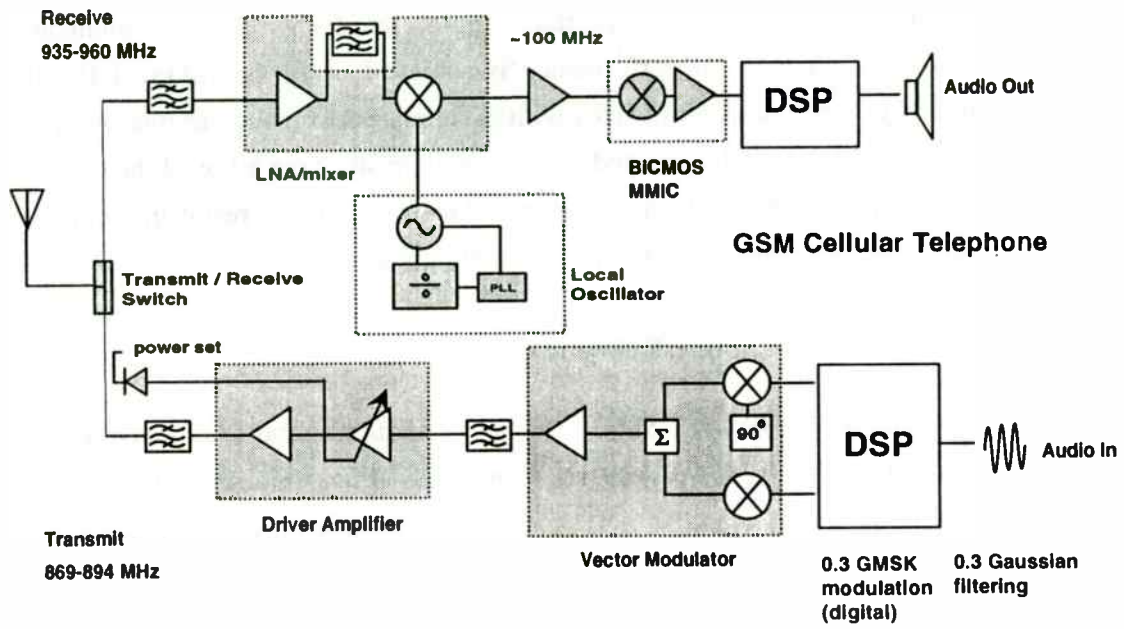 Receive
935-960 MHz
~100 MHz
DSP
Audio Out
LNA/mixer
BICMOS
MMIC
GSM Cellular Telephone
Transmit / Receive
Switch
÷
PLL
Local
Oscillator
power set
Σ
90°
DSP
Audio In
Driver Amplifier
Vector Modulator
Transmit
869-894 MHz
0.3 GMSK
modulation
(digital)
0.3 Gaussian
filtering